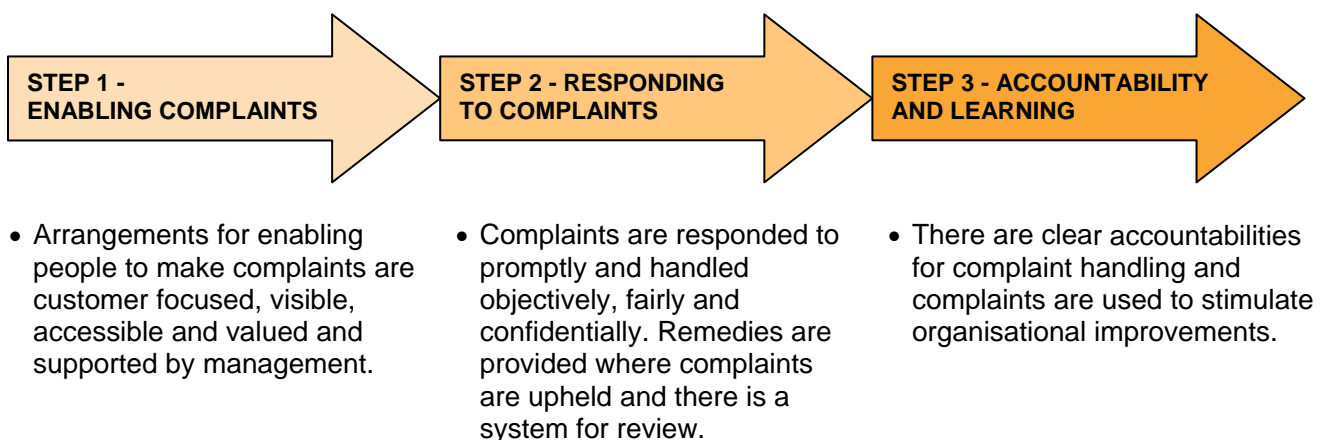 STEP 1 -
ENABLING COMPLAINTS
STEP 2 - RESPONDING
TO COMPLAINTS
STEP 3 - ACCOUNTABILITY
AND LEARNING
• Arrangements for enabling
people to make complaints are
customer focused, visible,
accessible and valued and
supported by management.
• Complaints are responded to
promptly and handled
objectively, fairly and
confidentially. Remedies are
provided where complaints
are upheld and there is a
system for review.
• There are clear accountabilities
for complaint handling and
complaints are used to stimulate
organisational improvements.